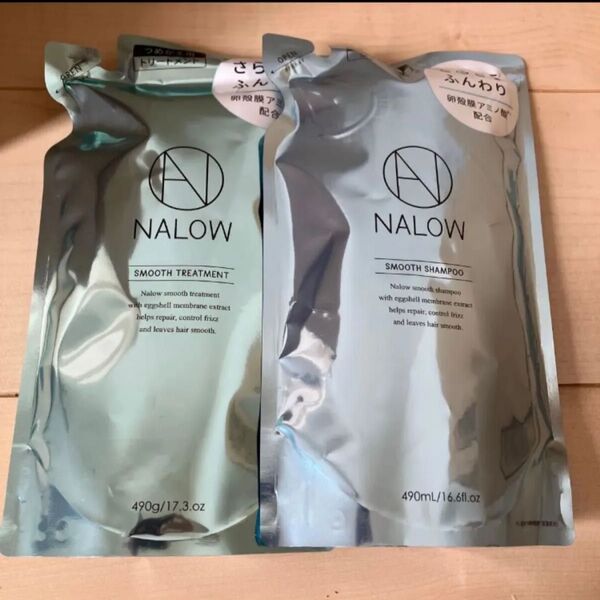 OPEN
つめかえ用
トリートメント
さら
ふん
卵殻膜ア
配合
NALOW
SMOOTH TREATMENT
Nalow smooth treatment
with eggshell membrane extract
helps repair, control frizz
and leaves hair smooth.
490g/17.3.oz
OPEN
ふんわり
卵殻膜アミノ酸
配合
NALOW
SMOOTH SHAMPOO
Nalow smooth shampoo
with eggshell membrane extract
helps repair, control frizz
and leaves hair smooth.
490mL/16.6fl.oz